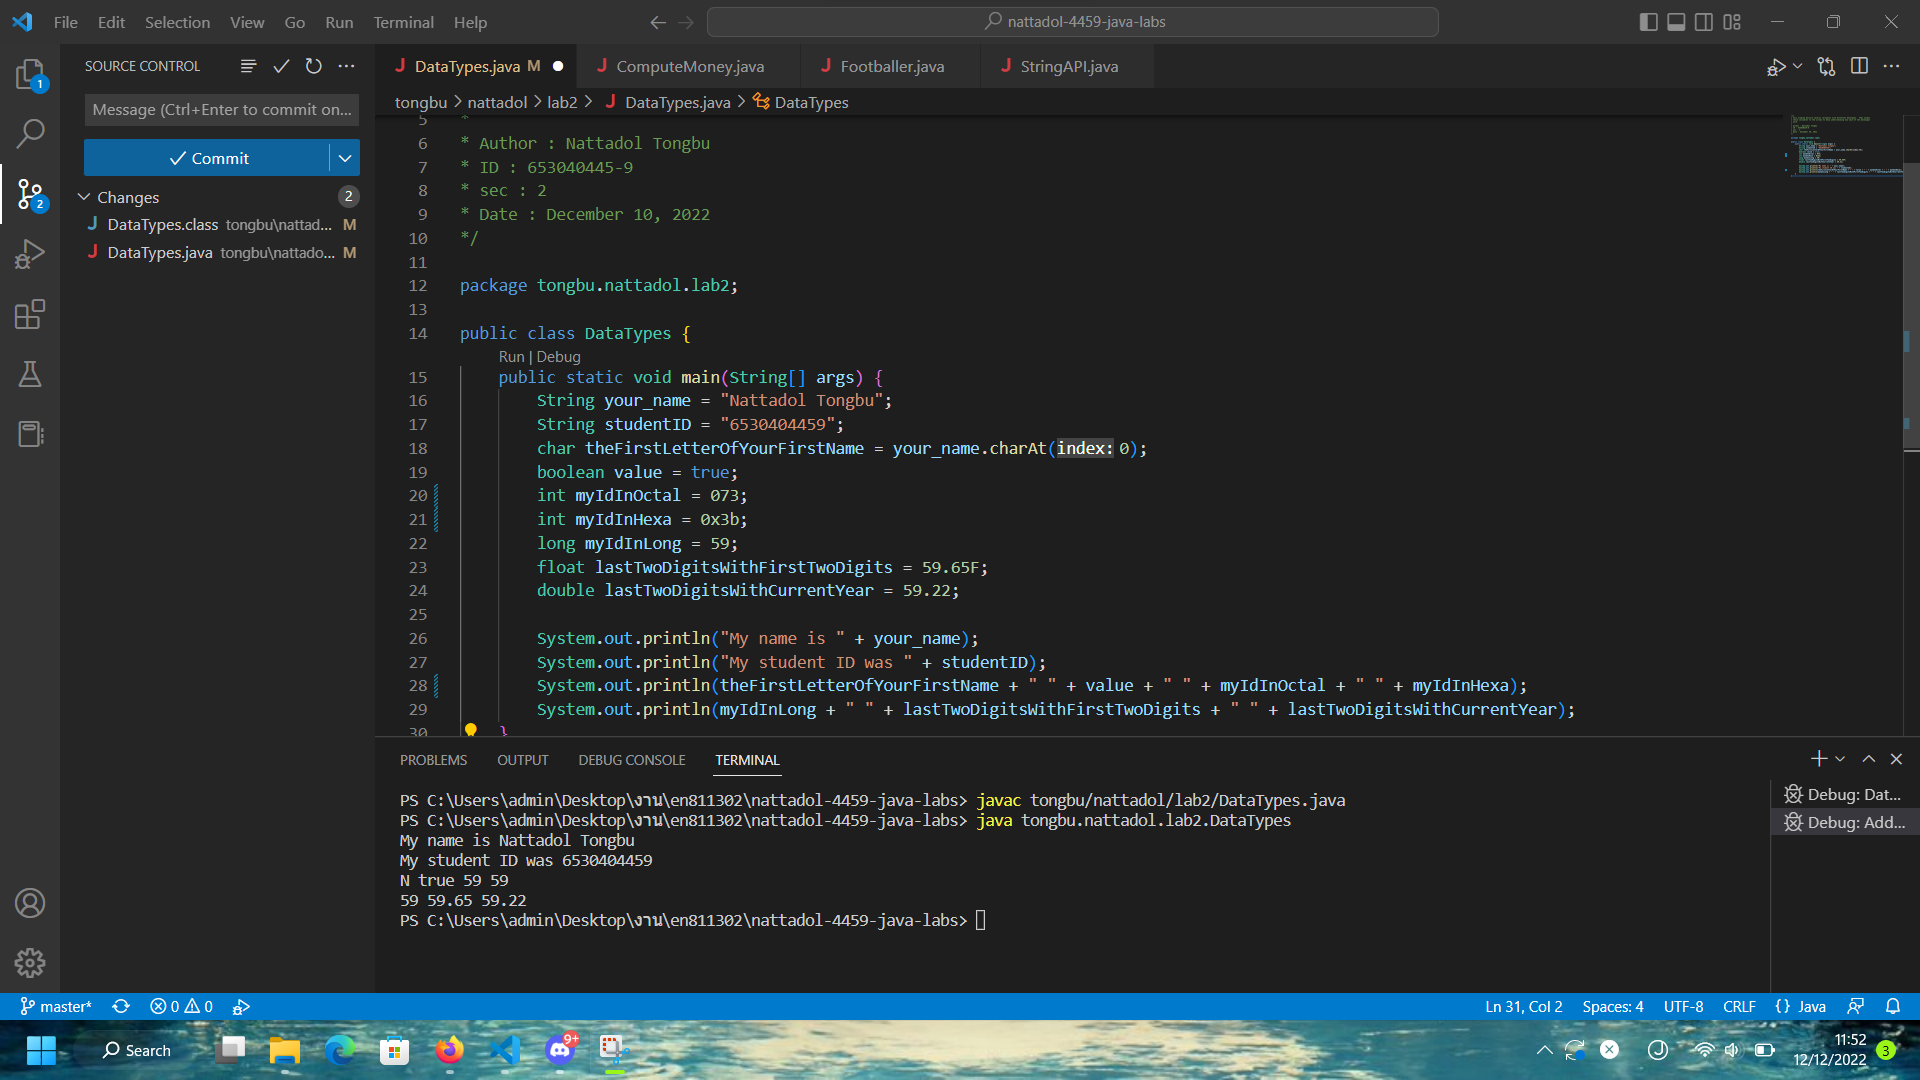 File Edit Selection View Go Run Terminal Help
nattadol-4459-java-labs
SOURCE CONTROL
Message (Ctrl+Enter to commit on...
Commit
Changes 2
DataTypes.class tongbu\nattad... M
DataTypes.java tongbu\nattado... M
1
2
DataTypes.java M
ComputeMoney.java
Footballer.java
StringAPI.java
tongbu > nattadol > lab2 > DataTypes.java > DataTypes
5 *
6 * Author : Nattadol Tongbu
7 * ID : 653040445-9
8 * sec : 2
9 * Date : December 10, 2022
10 */
11
12 package tongbu.nattadol.lab2;
13
14 public class DataTypes {
Run | Debug
15 public static void main(String[] args) {
16 String your_name = "Nattadol Tongbu";
17 String studentID = "6530404459";
18 char theFirstLetterOfYourFirstName = your_name.charAt(index: 0);
19 boolean value = true;
20 int myIdInOctal = 073;
21 int myIdInHexa = 0x3b;
22 long myIdInLong = 59;
23 float lastTwoDigitsWithFirstTwoDigits = 59.65F;
24 double lastTwoDigitsWithCurrentYear = 59.22;
25
26 System.out.println("My name is " + your_name);
27 System.out.println("My student ID was " + studentID);
28 System.out.println(theFirstLetterOfYourFirstName + " " + value + " " + myIdInOctal + " " + myIdInHexa);
29 System.out.println(myIdInLong + " " + lastTwoDigitsWithFirstTwoDigits + " " + lastTwoDigitsWithCurrentYear);
30 }
PROBLEMS OUTPUT DEBUG CONSOLE TERMINAL
PS C:\Users\admin\Desktop\งาน\en811302\nattadol-4459-java-labs> javac tongbu/nattadol/lab2/DataTypes.java
PS C:\Users\admin\Desktop\งาน\en811302\nattadol-4459-java-labs> java tongbu.nattadol.lab2.DataTypes
My name is Nattadol Tongbu
My student ID was 6530404459
N true 59 59
59 59.65 59.22
PS C:\Users\admin\Desktop\งาน\en811302\nattadol-4459-java-labs>
Debug: Dat...
Debug: Add...
master* 0 0
Ln 31, Col 2 Spaces: 4 UTF-8 CRLF {} Java
Search
9+
11:52
12/12/2022
3